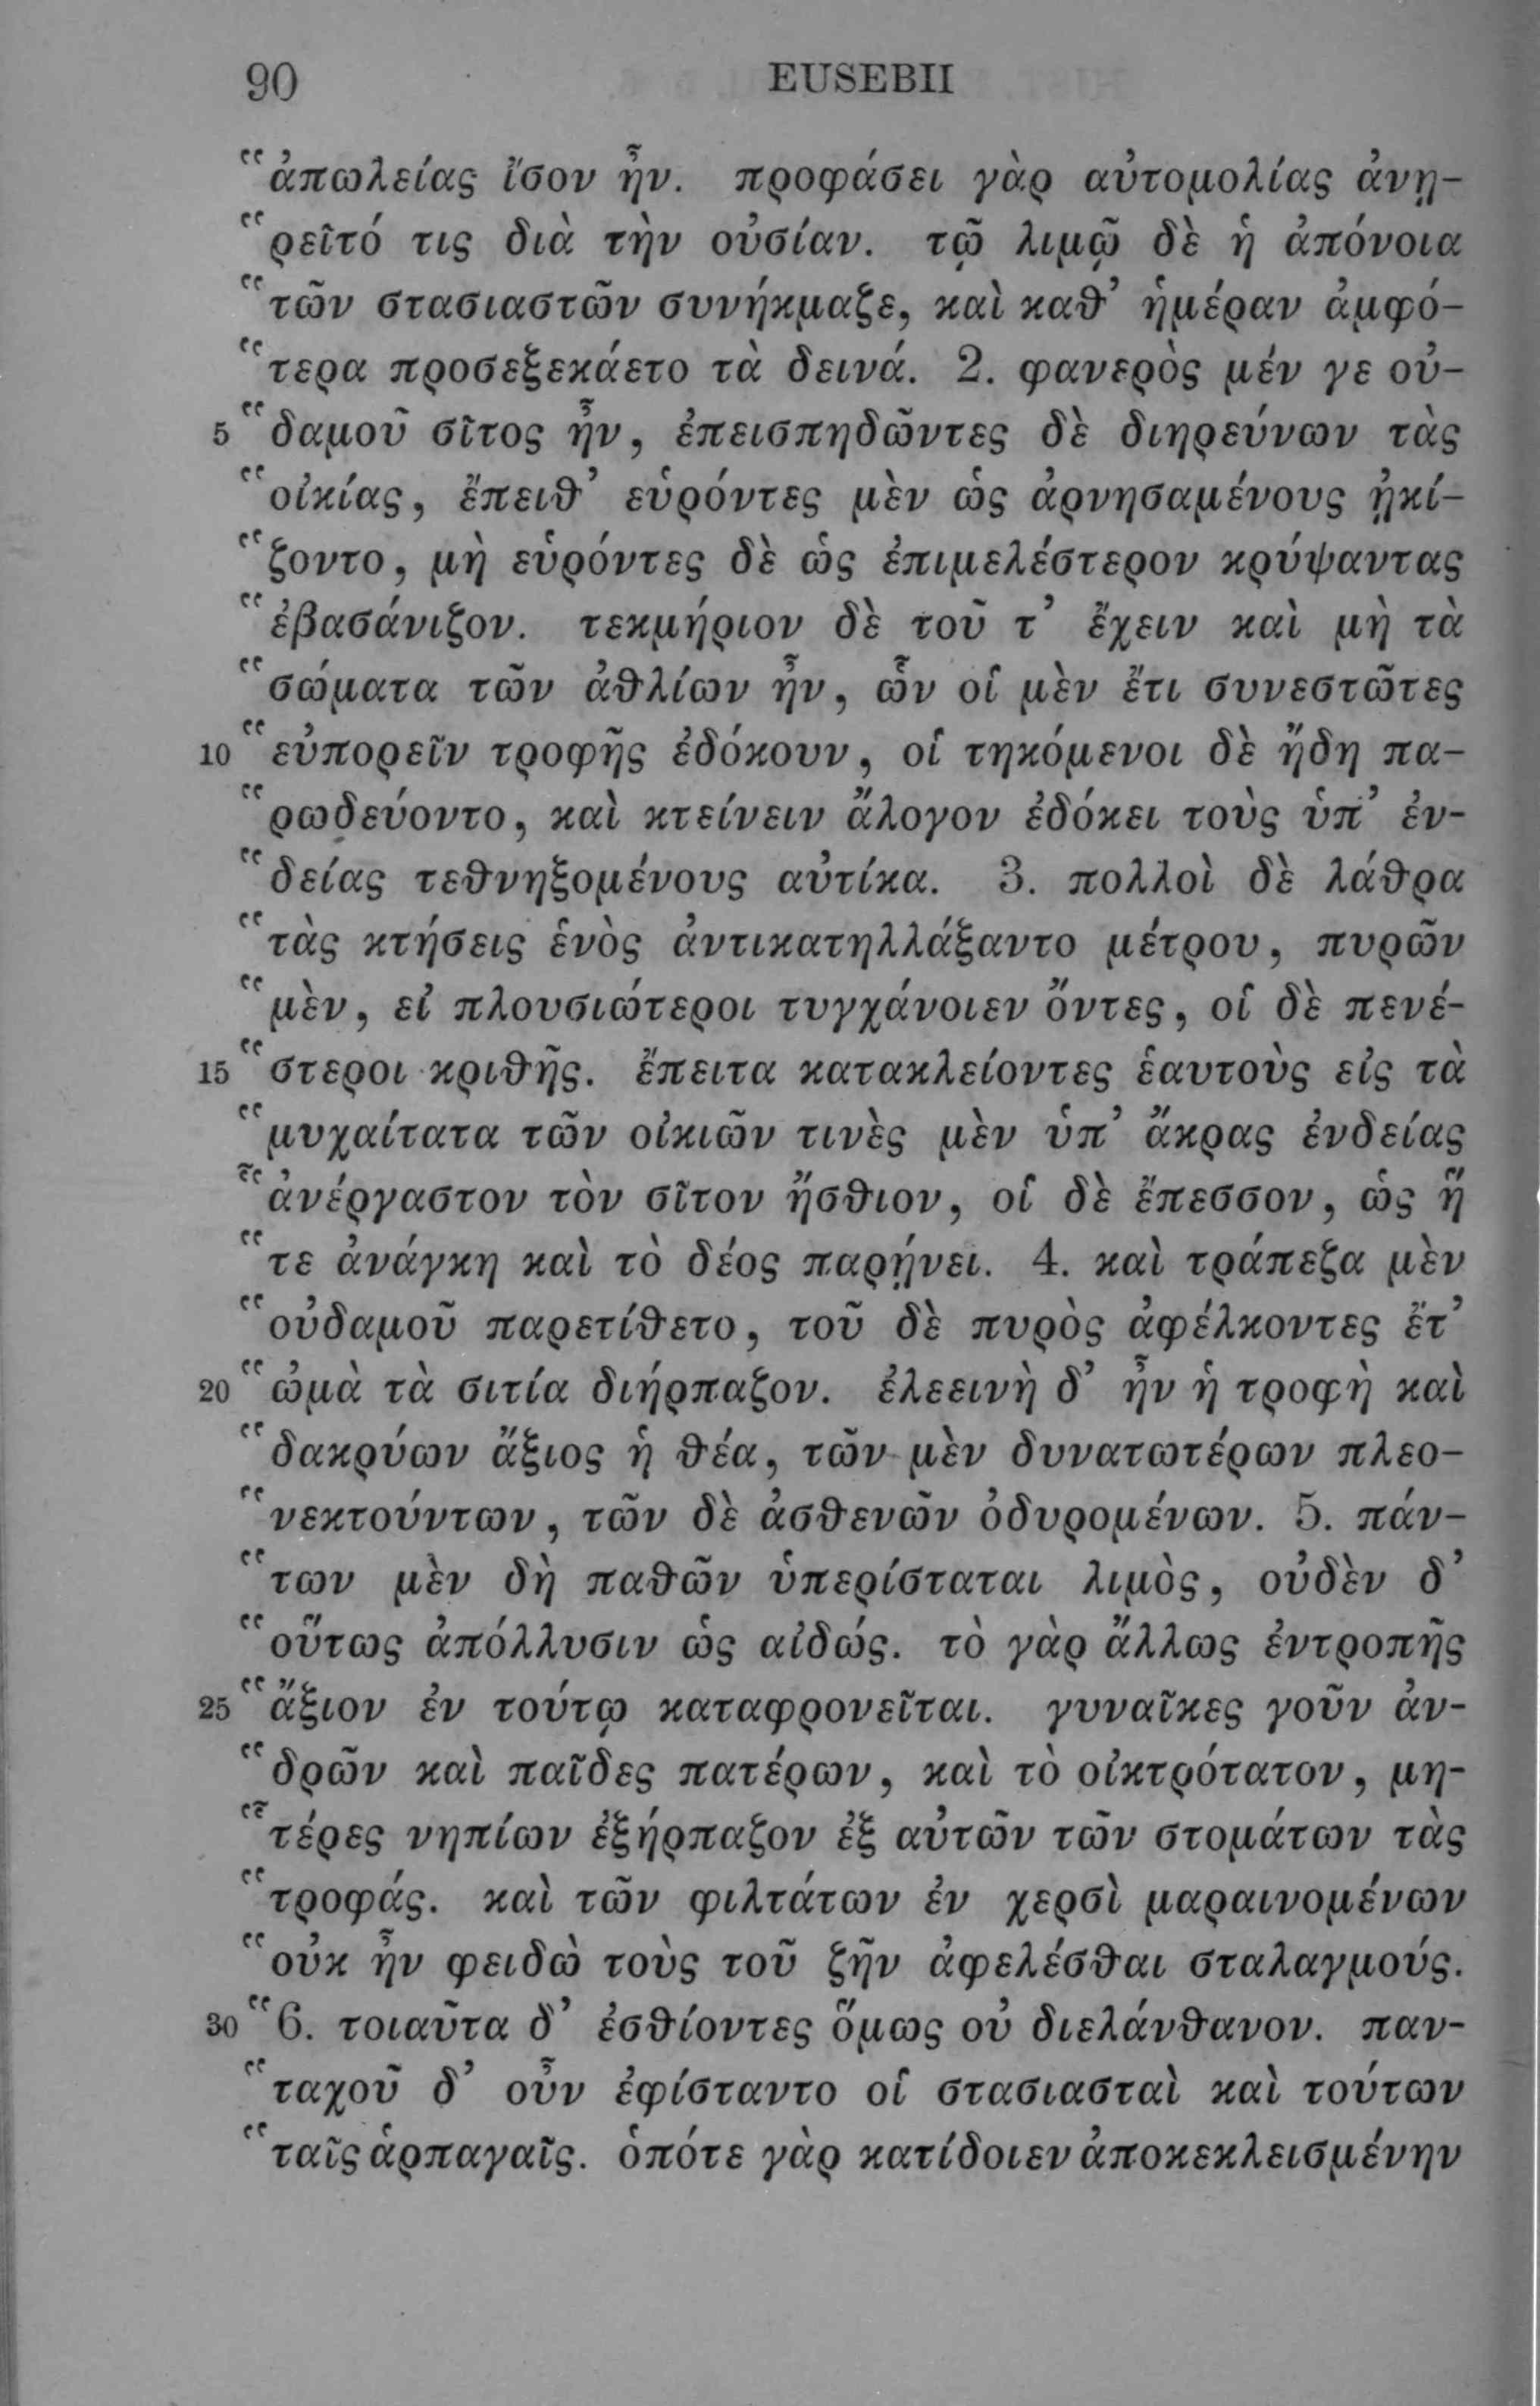 90 EUSEBII
“ἀπωλείας ἴσον ἦν. προφάσει γὰρ αὐτομολίας ἀνῃ-
“ρεῖτό τις διὰ τὴν οὐσίαν. τῷ λιμῷ δὲ ἡ ἀπόνοια
“τῶν στασιαστῶν συνήκμαζε, καὶ καθ’ ἡμέραν ἀμφό-
“τερα προσεξεκάετο τὰ δεινά. 2. φανερὸς μέν γε οὐ-
5 “δαμοῦ σῖτος ἦν, ἐπεισπηδῶντες δὲ διηρεύνων τὰς
“οἰκίας, ἔπειθ’ εὑρόντες μὲν ὡς ἀρνησαμένους ᾐκί-
“ζοντο, μὴ εὑρόντες δὲ ὡς ἐπιμελέστερον κρύψαντας
“ἐβασάνιζον. τεκμήριον δὲ τοῦ τ’ ἔχειν καὶ μὴ τὰ
“σώματα τῶν ἀθλίων ἦν, ὧν οἱ μὲν ἔτι συνεστῶτες
10 “εὐπορεῖν τροφῆς ἐδόκουν, οἱ τηκόμενοι δὲ ἤδη πα-
“ρωδεύοντο, καὶ κτείνειν ἄλογον ἐδόκει τοὺς ὑπ’ ἐν-
“δείας τεθνηξομένους αὐτίκα. 3. πολλοὶ δὲ λάθρα
“τὰς κτήσεις ἑνὸς ἀντικατηλλάξαντο μέτρου, πυρῶν
“μὲν, εἰ πλουσιώτεροι τυγχάνοιεν ὄντες, οἱ δὲ πενέ-
15 “στεροι κριθῆς. ἔπειτα κατακλείοντες ἑαυτοὺς εἰς τὰ
“μυχαίτατα τῶν οἰκιῶν τινὲς μὲν ὑπ’ ἄκρας ἐνδείας
“ἀνέργαστον τὸν σῖτον ἤσθιον, οἱ δὲ ἔπεσσον, ὡς ἥ
“τε ἀνάγκη καὶ τὸ δέος παρῄνει. 4. καὶ τράπεζα μὲν
“οὐδαμοῦ παρετίθετο, τοῦ δὲ πυρὸς ἀφέλκοντες ἔτ’
20 “ὠμὰ τὰ σιτία διήρπαζον. ἐλεεινὴ δ’ ἦν ἡ τροφὴ καὶ
“δακρύων ἄξιος ἡ θέα, τῶν μὲν δυνατωτέρων πλεο-
“νεκτούντων, τῶν δὲ ἀσθενῶν ὀδυρομένων. 5. πάν-
“των μὲν δὴ παθῶν ὑπερίσταται λιμὸς, οὐδὲν δ’
“οὕτως ἀπόλλυσιν ὡς αἰδώς. τὸ γὰρ ἄλλως ἐντροπῆς
25 “ἄξιον ἐν τούτῳ καταφρονεῖται. γυναῖκες γοῦν ἀν-
“δρῶν καὶ παῖδες πατέρων, καὶ τὸ οἰκτρότατον, μη-
“τέρες νηπίων ἐξήρπαζον ἐξ αὐτῶν τῶν στομάτων τὰς
“τροφάς. καὶ τῶν φιλτάτων ἐν χερσὶ μαραινομένων
“οὐκ ἦν φειδὼ τοὺς τοῦ ζῆν ἀφελέσθαι σταλαγμούς.
30 “6. τοιαῦτα δ’ ἐσθίοντες ὅμως οὐ διελάνθανον. παν-
“ταχοῦ δ’ οὖν ἐφίσταντο οἱ στασιασταὶ καὶ τούτων
“ταῖς ἁρπαγαῖς. ὁπότε γὰρ κατίδοιεν ἀποκεκλεισμένην